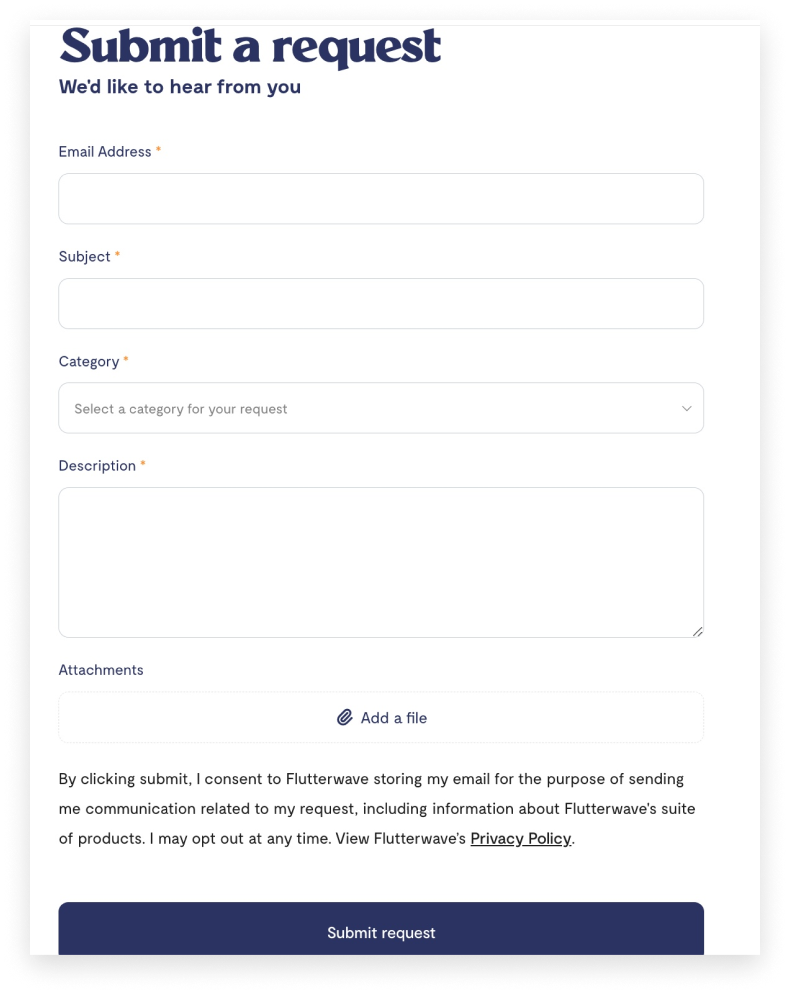 Submit a request
We'd like to hear from you
Email Address *
Subject *
Category *
Select a category for your request
Description *
Attachments
Add a file
By clicking submit, I consent to Flutterwave storing my email for the purpose of sending
me communication related to my request, including information about Flutterwave's suite
of products. I may opt out at any time. View Flutterwave's Privacy Policy.
Submit request